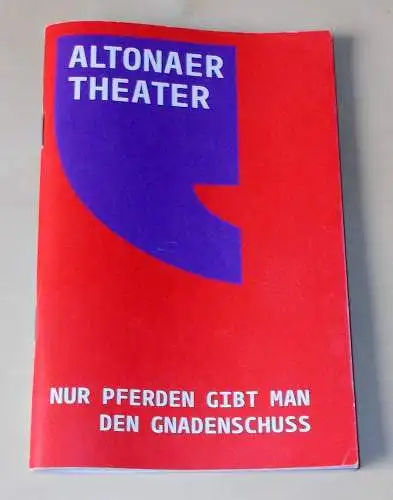 ALTONAER
THEATER
NUR PFERDEN GIBT MAN
DEN GNADENSCHUSS